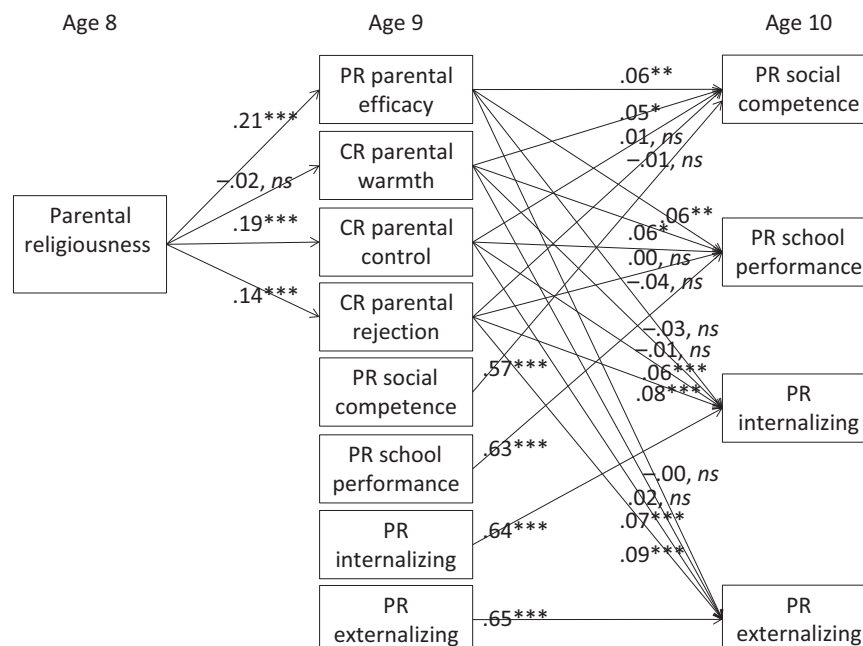 Age 8
Age 9
Age 10
Parental
religiousness
.21***
–.02, ns
.19***
.14***
PR parental
efficacy
CR parental
warmth
CR parental
control
CR parental
rejection
PR social
competence
PR school
performance
PR
internalizing
PR
externalizing
.06**
.05*
.01, ns
–.01, ns
.06**
.06*
.00, ns
–.04, ns
–.03, ns
–.01, ns
.06***
.08***
–.00, ns
.02, ns
.07***
.09***
.57***
.63***
.64***
.65***
PR social
competence
PR school
performance
PR
internalizing
PR
externalizing